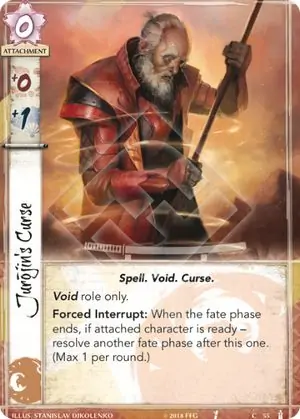 0
ATTACHMENT
+0
+1
Jurōjin's Curse
Spell. Void. Curse.
Void role only.
Forced Interrupt: When the fate phase
ends, if attached character is ready –
resolve another fate phase after this one.
(Max 1 per round.)
ILLUS. STANISLAV DIKOLENKO
©2018 FFG
C 55